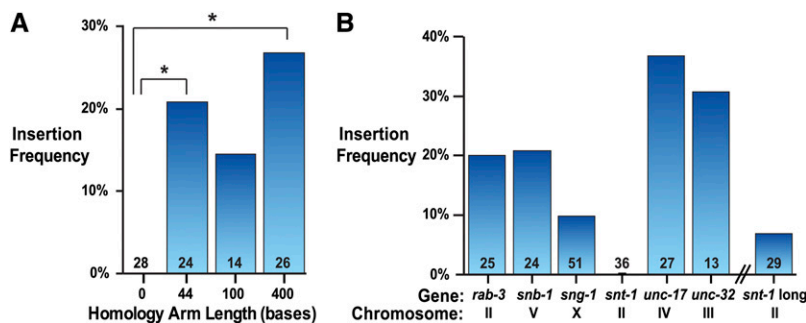 A
30%
20%
10%
0%
Insertion
Frequency
*
*
28
24
14
26
0
44
100
400
Homology Arm Length (bases)
B
40%
30%
20%
10%
0%
Insertion
Frequency
25
24
51
36
27
13
29
Gene: rab-3 snb-1 sng-1 snt-1 unc-17 unc-32 // snt-1 long
Chromosome: II V X II IV III II